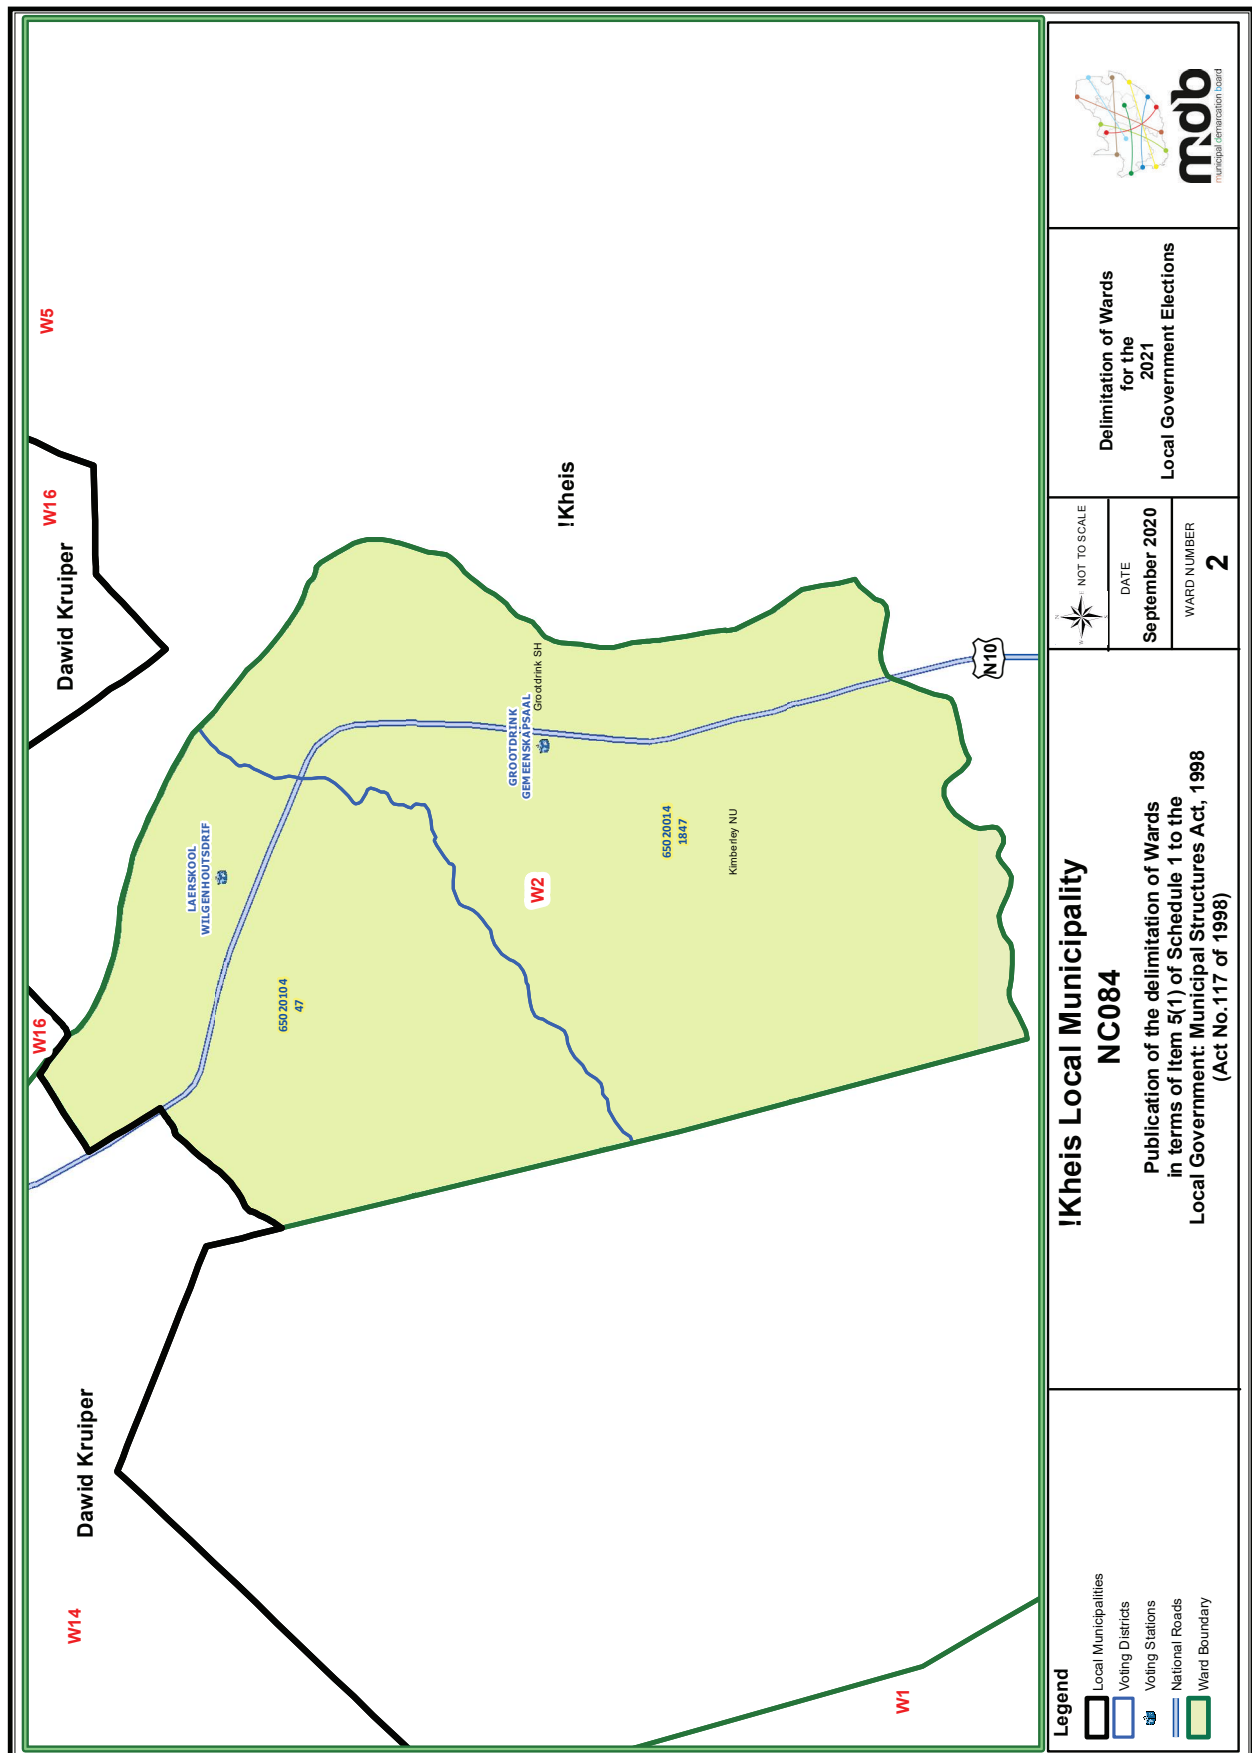 W14
Dawid Kruiper
W16
Dawid Kruiper
W16
W5
LAERSKOOL
WILGENHOUTSDRIF
65020104
47
GROOTDRINK
GEMEENSKAPSAAL
Grootdrink SH
!Kheis
W2
65020014
1847
Kimberley NU
W1
N10
Legend
Local Municipalities
Voting Districts
Voting Stations
National Roads
Ward Boundary
!Kheis Local Municipality
NC084
Publication of the delimitation of Wards
in terms of Item 5(1) of Schedule 1 to the
Local Government: Municipal Structures Act, 1998
(Act No.117 of 1998)
N
W
E
S
NOT TO SCALE
DATE
September 2020
WARD NUMBER
2
Delimitation of Wards
for the
2021
Local Government Elections
mdb
municipal demarcation board